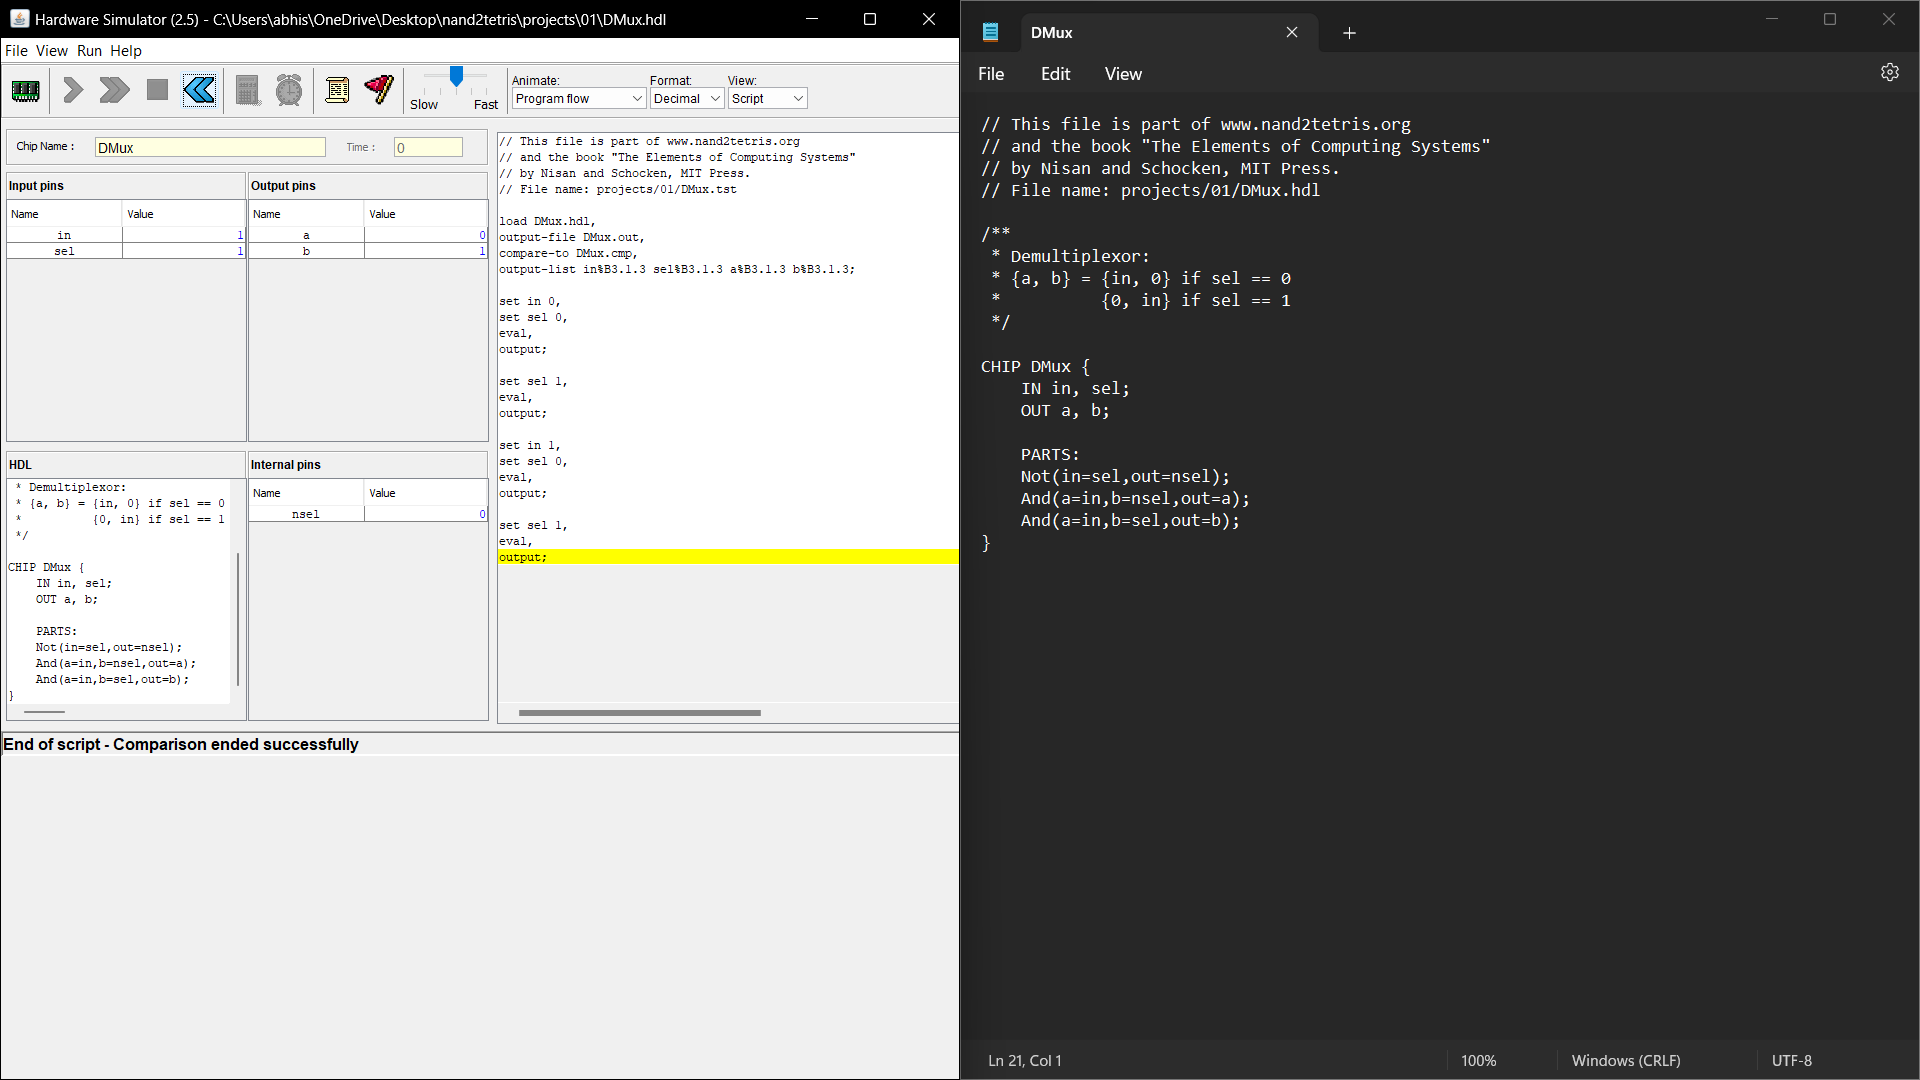 Hardware Simulator (2.5) - C:\Users\abhis\OneDrive\Desktop\nand2tetris\projects\01\DMux.hdl
File View Run Help
Slow Fast
Animate: Format: View:
Program flow Decimal Script
Chip Name : DMux Time : 0
Input pins
Name Value
in 1
sel 1
Output pins
Name Value
a 0
b 1
HDL
* Demultiplexor:
* {a, b} = {in, 0} if sel == 0
* {0, in} if sel == 1
*/
CHIP DMux {
IN in, sel;
OUT a, b;
PARTS:
Not(in=sel,out=nsel);
And(a=in,b=nsel,out=a);
And(a=in,b=sel,out=b);
}
Internal pins
Name Value
nsel 0
// This file is part of www.nand2tetris.org
// and the book "The Elements of Computing Systems"
// by Nisan and Schocken, MIT Press.
// File name: projects/01/DMux.tst
load DMux.hdl,
output-file DMux.out,
compare-to DMux.cmp,
output-list in%B3.1.3 sel%B3.1.3 a%B3.1.3 b%B3.1.3;
set in 0,
set sel 0,
eval,
output;
set sel 1,
eval,
output;
set in 1,
set sel 0,
eval,
output;
set sel 1,
eval,
output;
End of script - Comparison ended successfully
DMux
File Edit View
// This file is part of www.nand2tetris.org
// and the book "The Elements of Computing Systems"
// by Nisan and Schocken, MIT Press.
// File name: projects/01/DMux.hdl
/**
* Demultiplexor:
* {a, b} = {in, 0} if sel == 0
* {0, in} if sel == 1
*/
CHIP DMux {
IN in, sel;
OUT a, b;
PARTS:
Not(in=sel,out=nsel);
And(a=in,b=nsel,out=a);
And(a=in,b=sel,out=b);
}
Ln 21, Col 1 100% Windows (CRLF) UTF-8